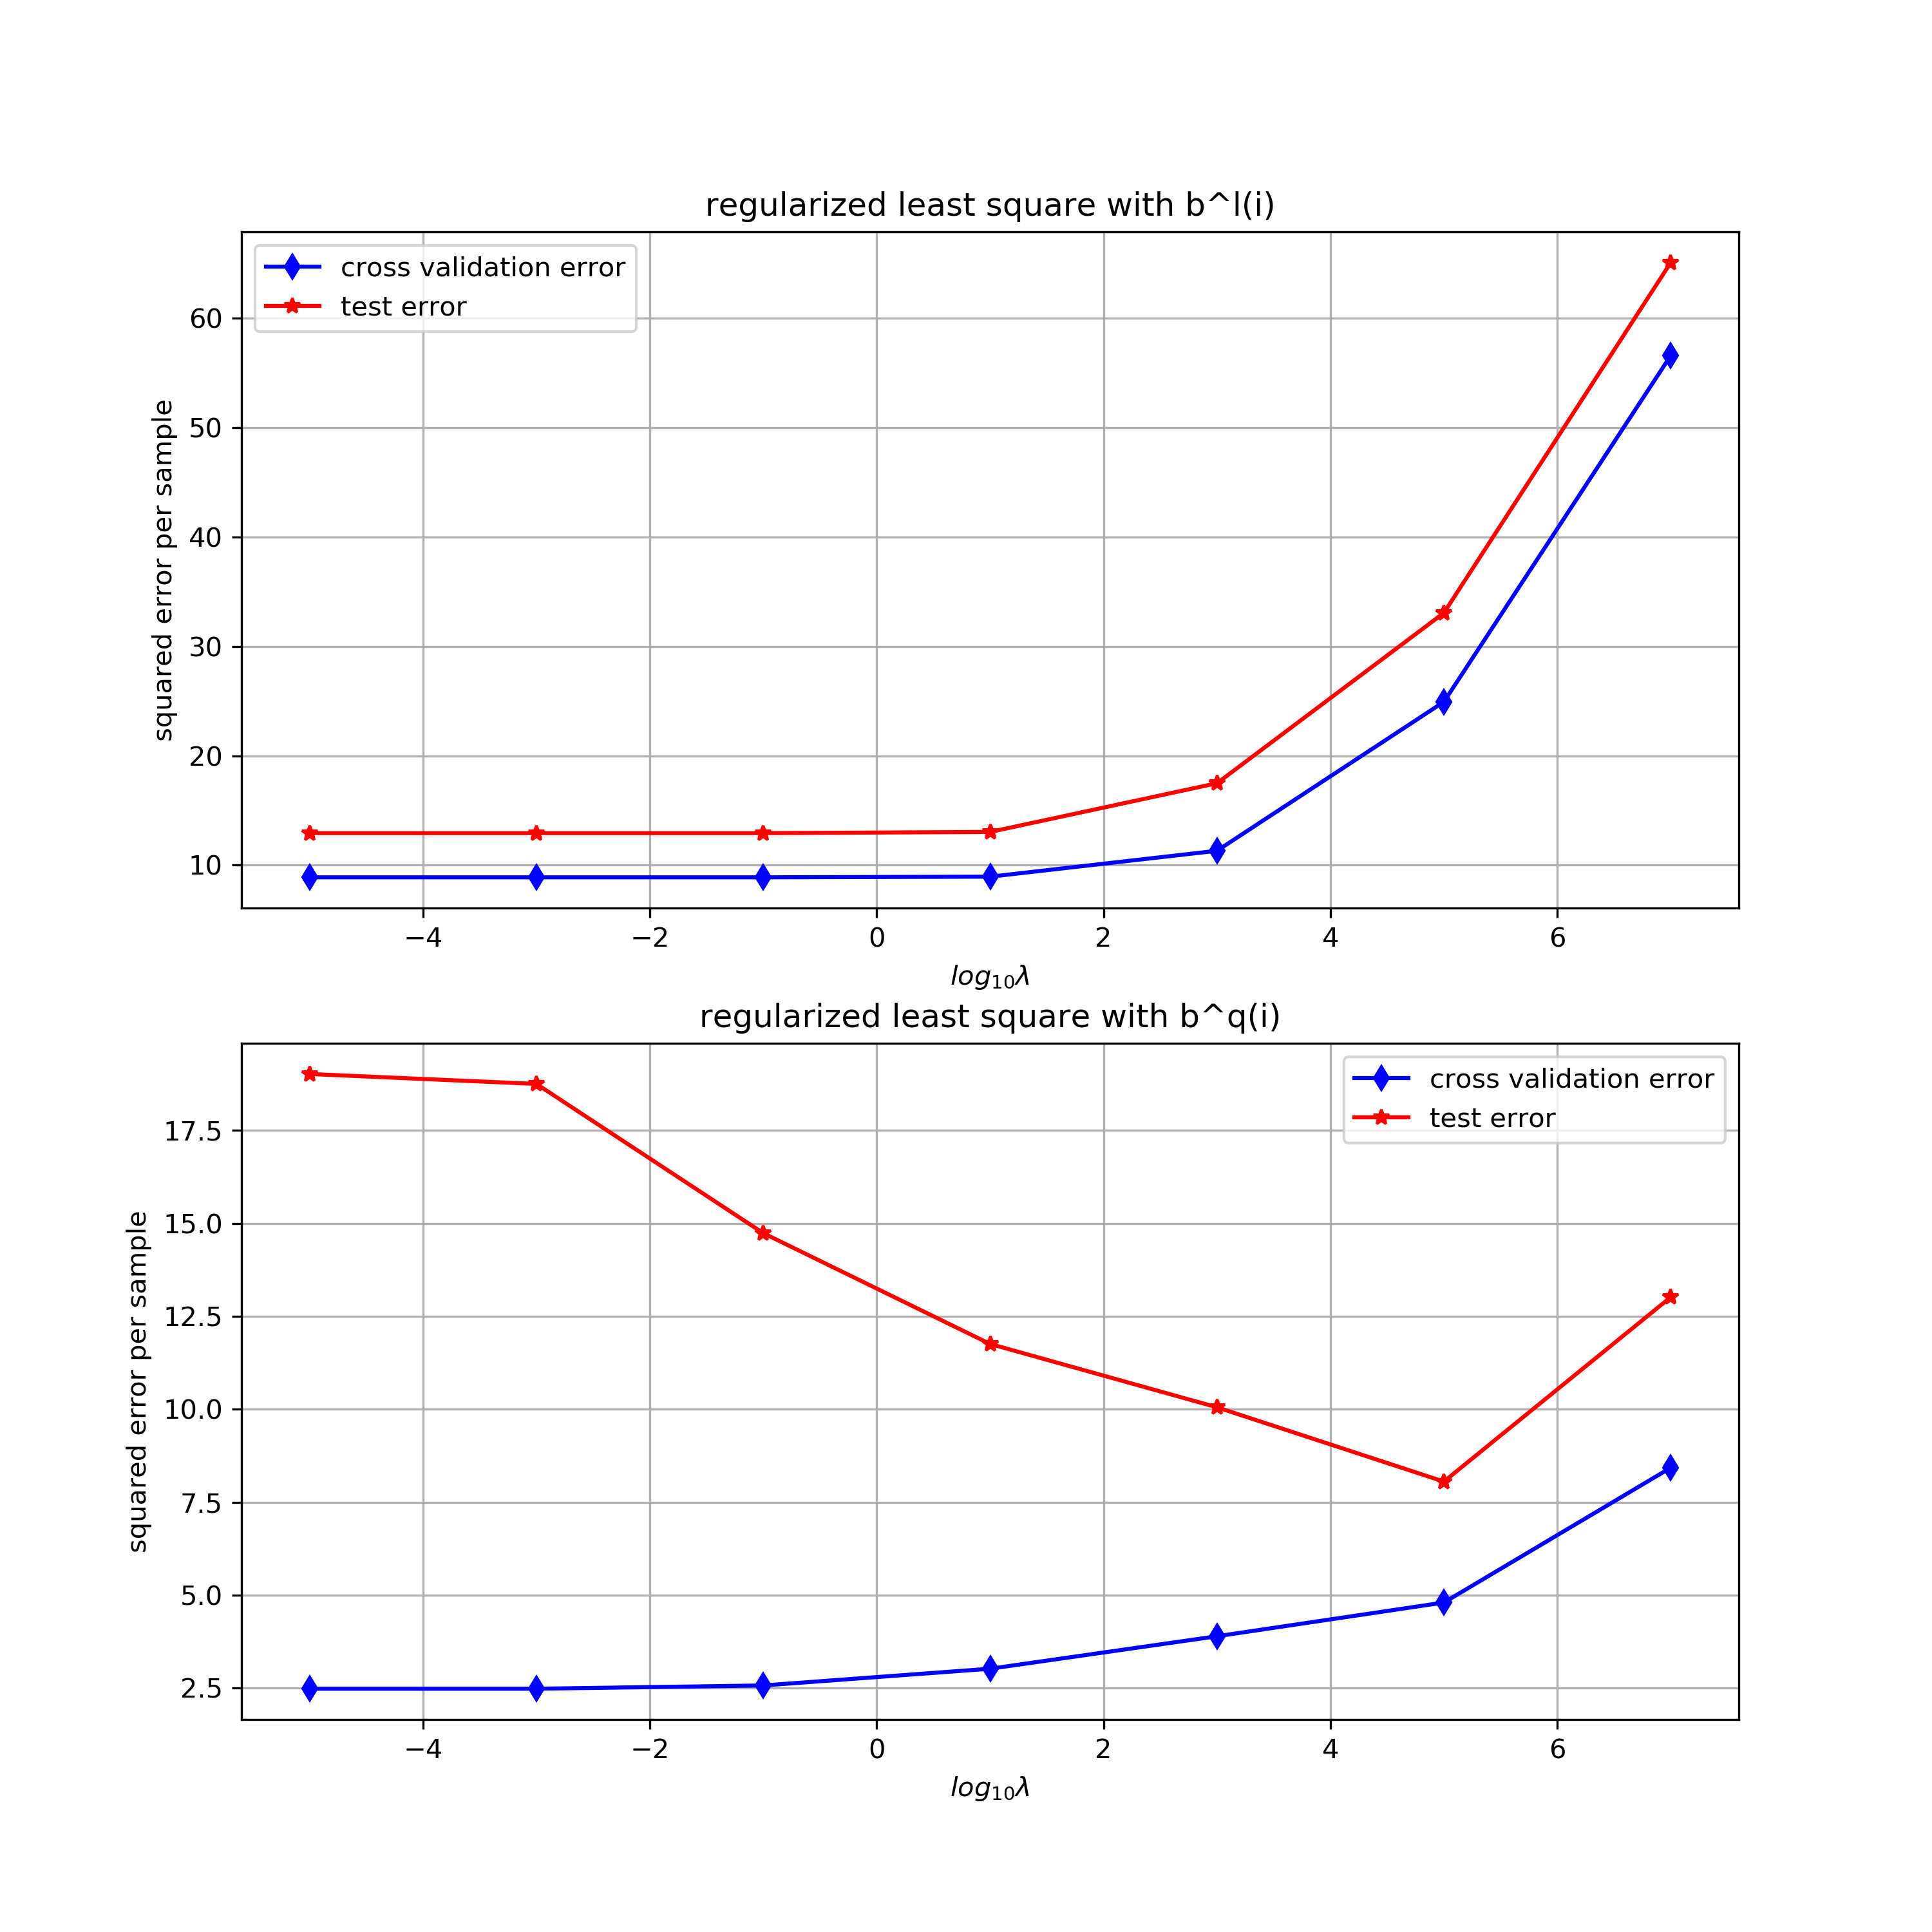 regularized least square with b^l(i)
cross validation error
test error
60
50
40
30
20
10
squared error per sample
−4 −2 0 2 4 6
log₁₀λ
regularized least square with b^q(i)
cross validation error
test error
17.5
15.0
12.5
10.0
7.5
5.0
2.5
squared error per sample
−4 −2 0 2 4 6
log₁₀λ